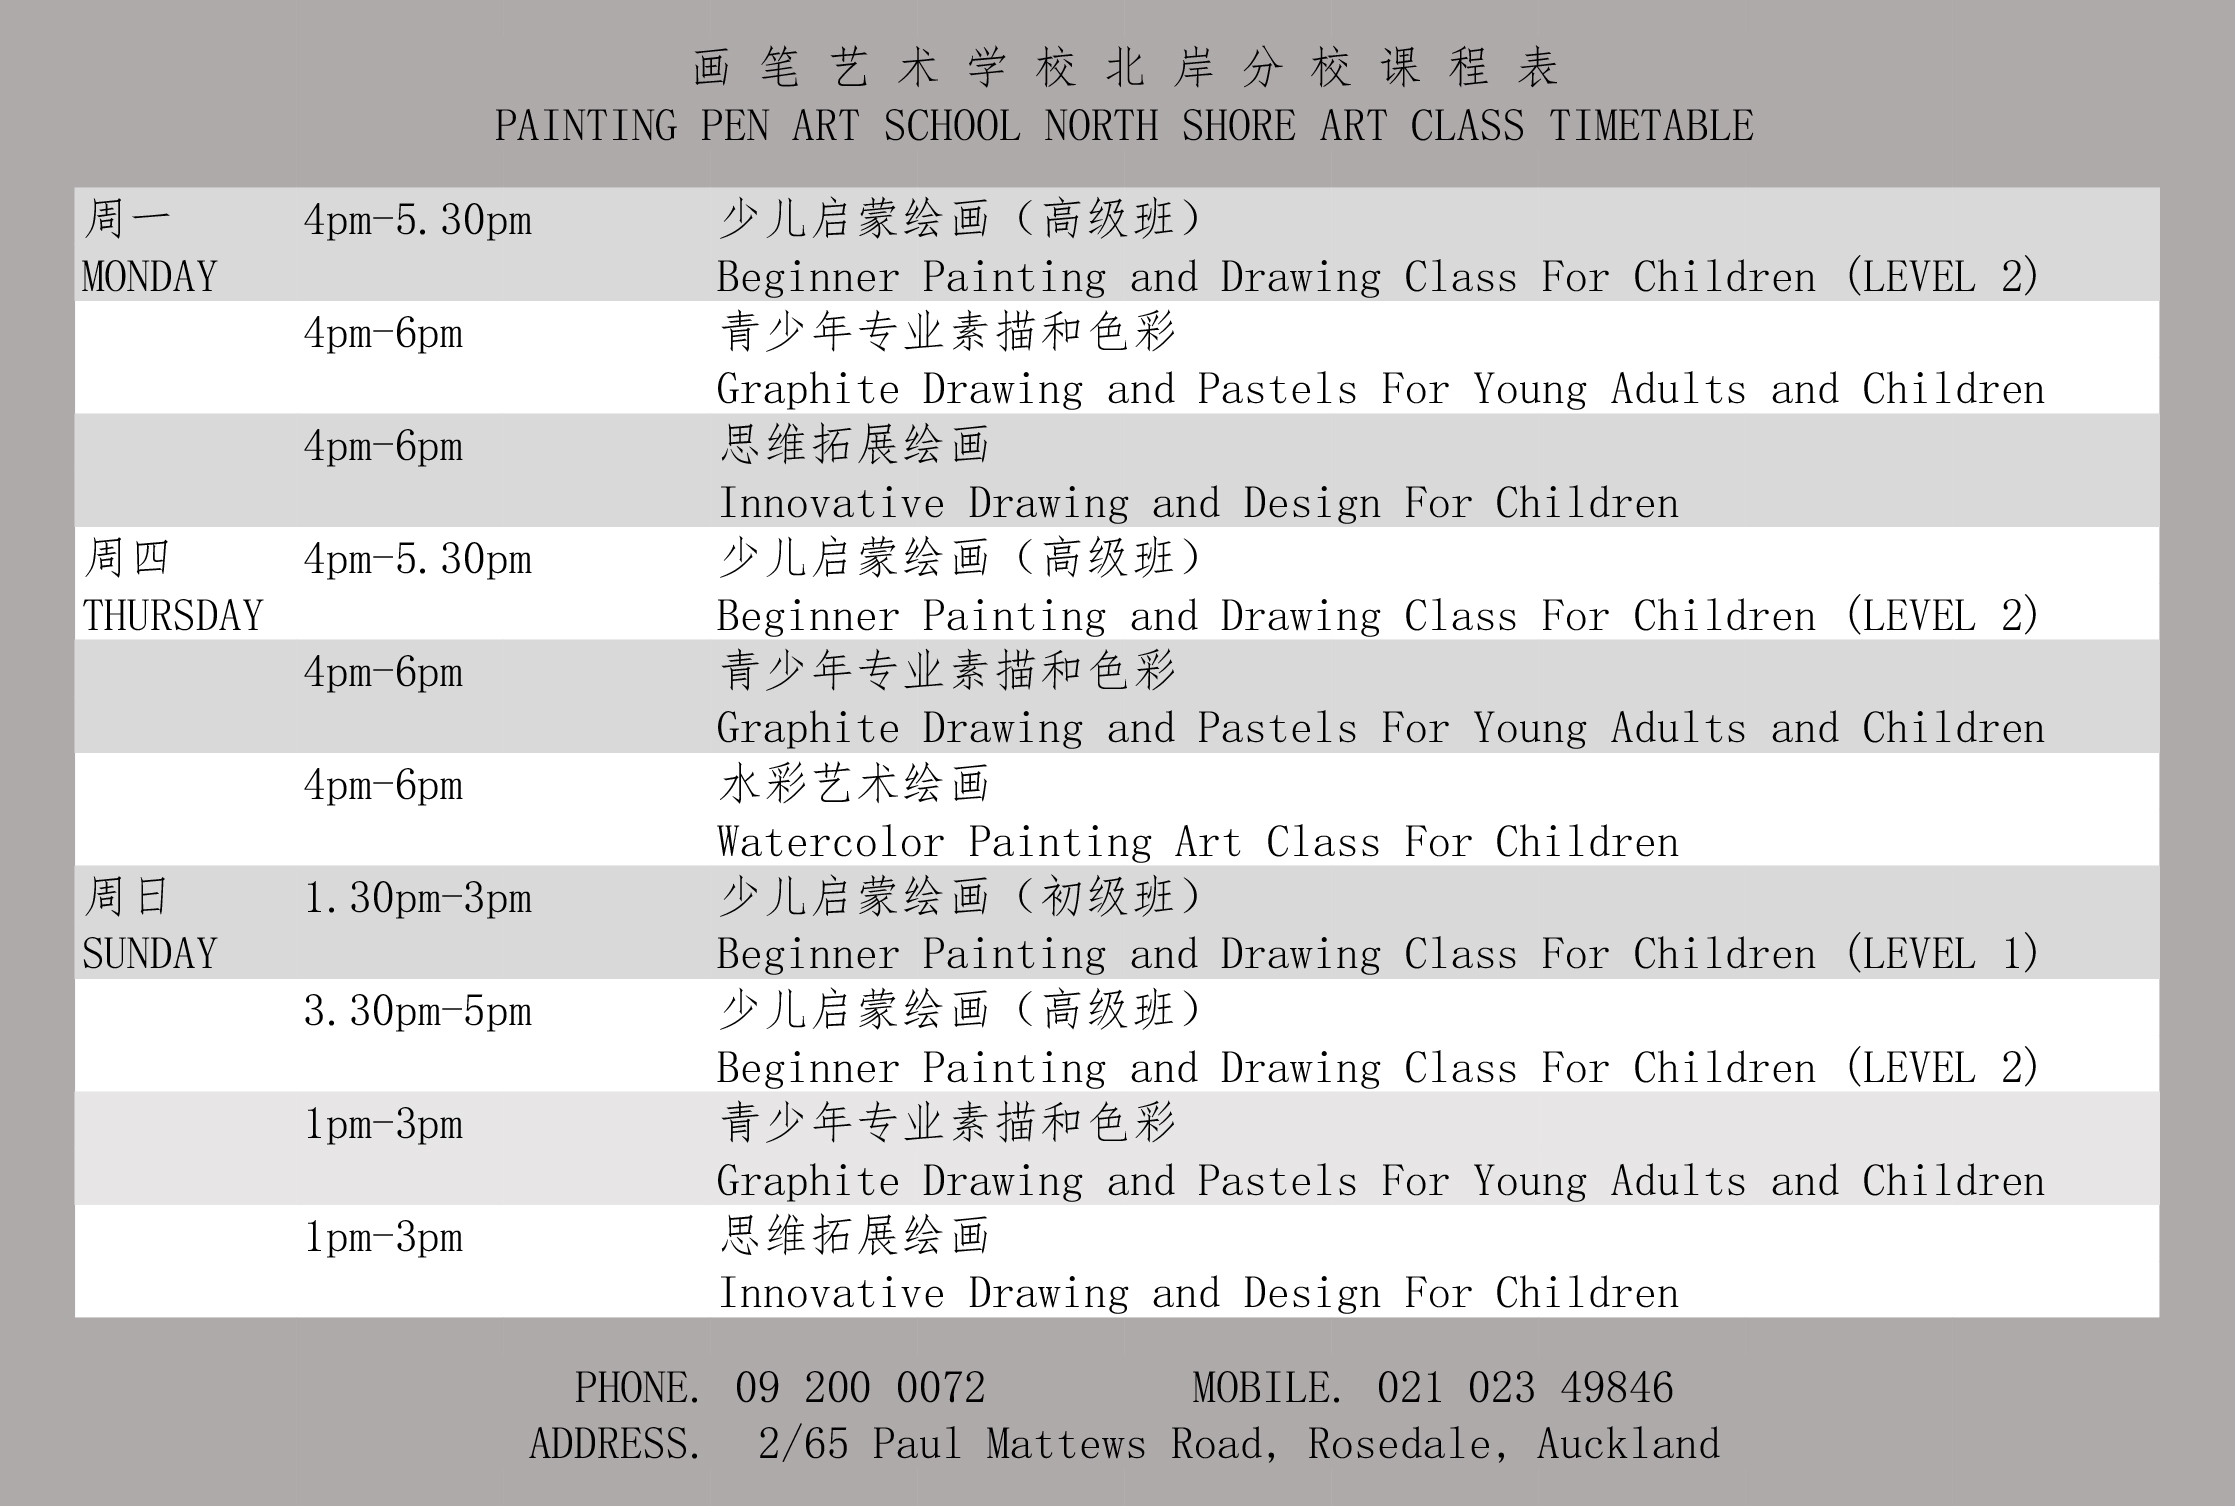 画笔艺术学校北岸分校课程表
PAINTING PEN ART SCHOOL NORTH SHORE ART CLASS TIMETABLE
周一 4pm-5.30pm 少儿启蒙绘画（高级班）
MONDAY Beginner Painting and Drawing Class For Children (LEVEL 2)
4pm-6pm 青少年专业素描和色彩
Graphite Drawing and Pastels For Young Adults and Children
4pm-6pm 思维拓展绘画
Innovative Drawing and Design For Children
周四 4pm-5.30pm 少儿启蒙绘画（高级班）
THURSDAY Beginner Painting and Drawing Class For Children (LEVEL 2)
4pm-6pm 青少年专业素描和色彩
Graphite Drawing and Pastels For Young Adults and Children
4pm-6pm 水彩艺术绘画
Watercolor Painting Art Class For Children
周日 1.30pm-3pm 少儿启蒙绘画（初级班）
SUNDAY Beginner Painting and Drawing Class For Children (LEVEL 1)
3.30pm-5pm 少儿启蒙绘画（高级班）
Beginner Painting and Drawing Class For Children (LEVEL 2)
1pm-3pm 青少年专业素描和色彩
Graphite Drawing and Pastels For Young Adults and Children
1pm-3pm 思维拓展绘画
Innovative Drawing and Design For Children
PHONE. 09 200 0072 MOBILE. 021 023 49846
ADDRESS. 2/65 Paul Mattews Road, Rosedale, Auckland